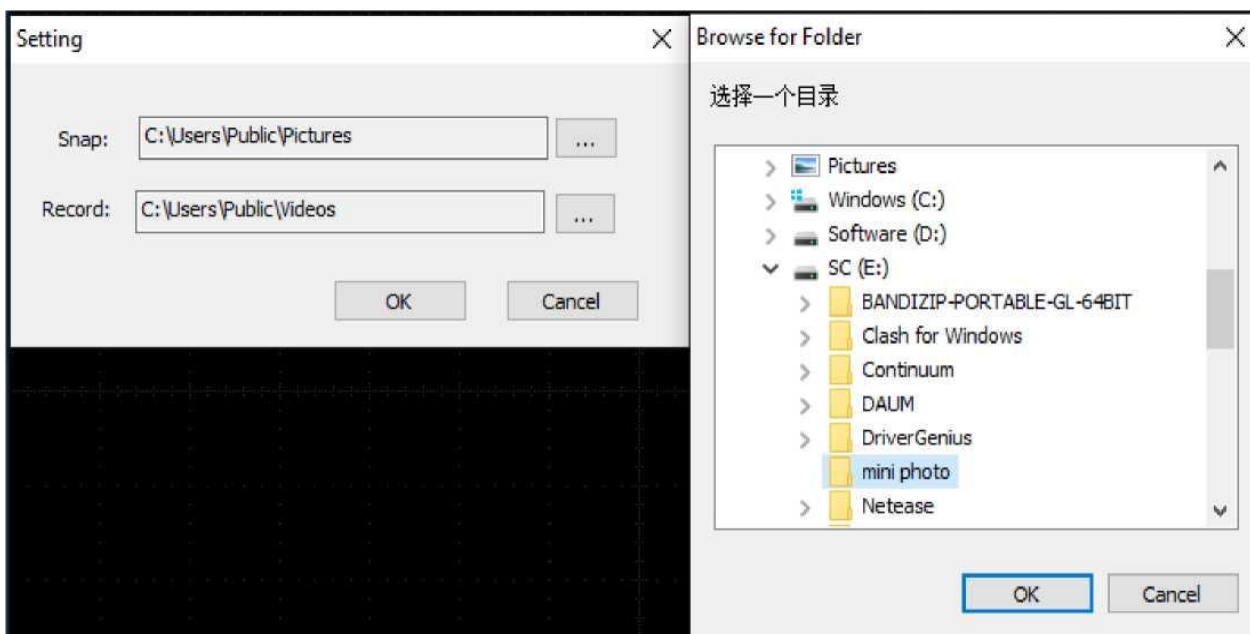 Setting
Snap:
C:\Users\Public\Pictures
...
Record:
C:\Users\Public\Videos
...
OK
Cancel
Browse for Folder
选择一个目录
Pictures
Windows (C:)
Software (D:)
SC (E:)
BANDIZIP-PORTABLE-GL-64BIT
Clash for Windows
Continuum
DAUM
DriverGenius
mini photo
Netease
OK
Cancel